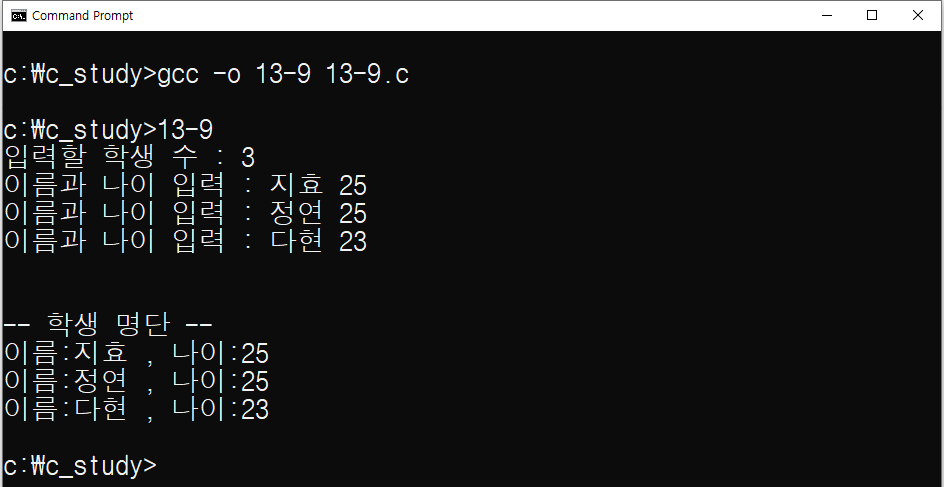 Command Prompt
c:₩c_study>gcc -o 13-9 13-9.c
c:₩c_study>13-9
입력할 학생 수 : 3
이름과 나이 입력 : 지효 25
이름과 나이 입력 : 정연 25
이름과 나이 입력 : 다현 23
-- 학생 명단 --
이름:지효 , 나이:25
이름:정연 , 나이:25
이름:다현 , 나이:23
c:₩c_study>